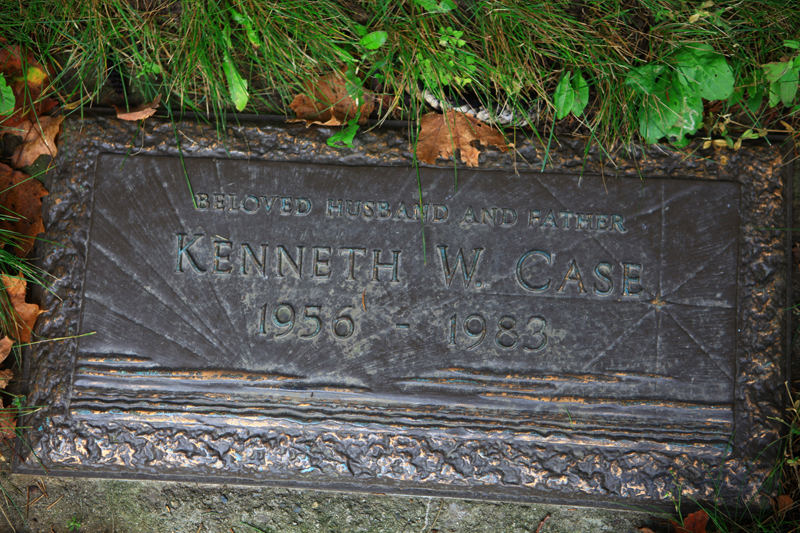 BELOVED HUSBAND AND FATHER
KENNETH W. CASE
1956 - 1983